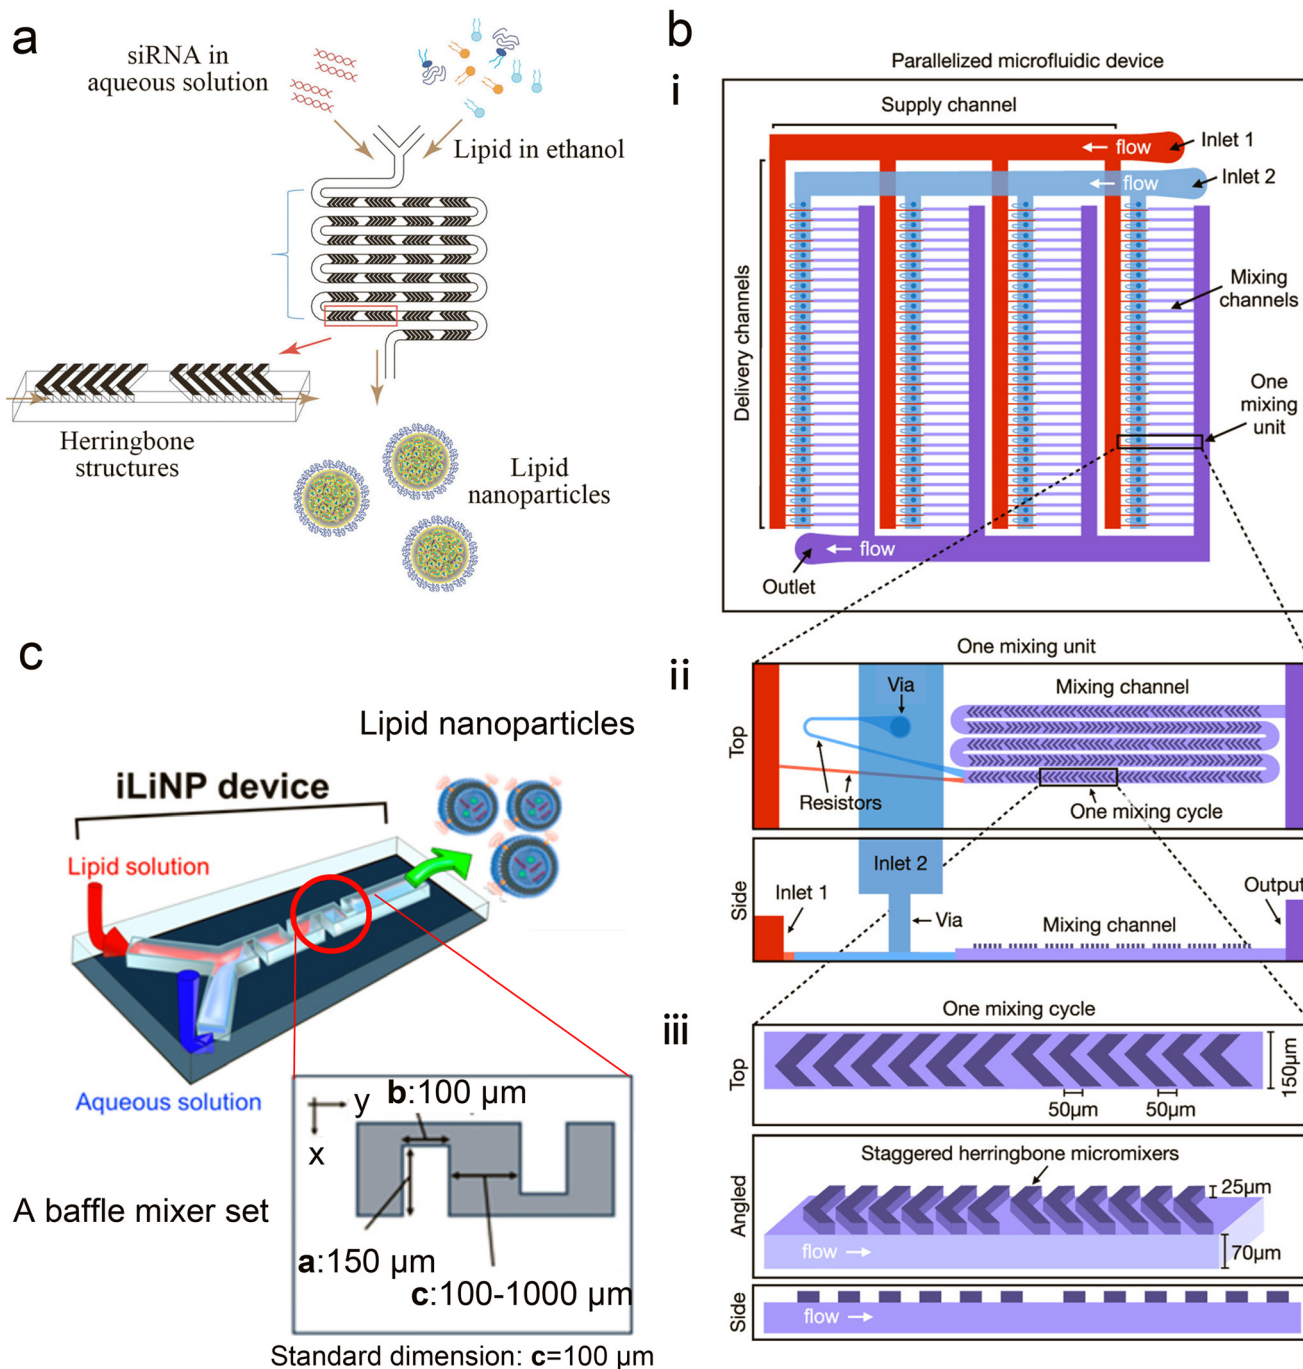 a
siRNA in
aqueous solution
Lipid in ethanol
Herringbone
structures
Lipid
nanoparticles
b
i
Parallelized microfluidic device
Supply channel
flow
Inlet 1
flow
Inlet 2
Delivery channels
Mixing
channels
One
mixing
unit
flow
Outlet
ii
One mixing unit
Top
Via
Mixing channel
Resistors
One mixing cycle
Side
Inlet 2
Inlet 1
Via
Mixing channel
Output
iii
One mixing cycle
Top
150µm
50µm
50µm
Angled
Staggered herringbone micromixers
25µm
flow
70µm
Side
flow
c
Lipid nanoparticles
iLiNP device
Lipid solution
Aqueous solution
A baffle mixer set
b:100 µm
y
x
a:150 µm
c:100-1000 µm
Standard dimension: c=100 µm